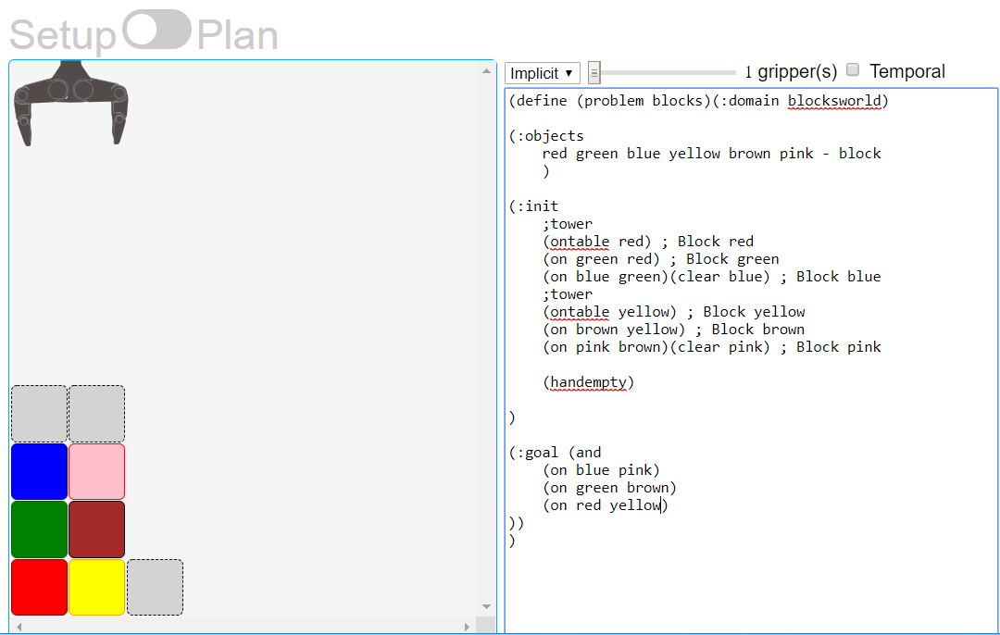 Setup Plan
Implicit ▼ 1 gripper(s) Temporal
(define (problem blocks)(:domain blocksworld)
(:objects
red green blue yellow brown pink - block
)
(:init
;tower
(ontable red) ; Block red
(on green red) ; Block green
(on blue green)(clear blue) ; Block blue
;tower
(ontable yellow) ; Block yellow
(on brown yellow) ; Block brown
(on pink brown)(clear pink) ; Block pink
(handempty)
)
(:goal (and
(on blue pink)
(on green brown)
(on red yellow)
))
)